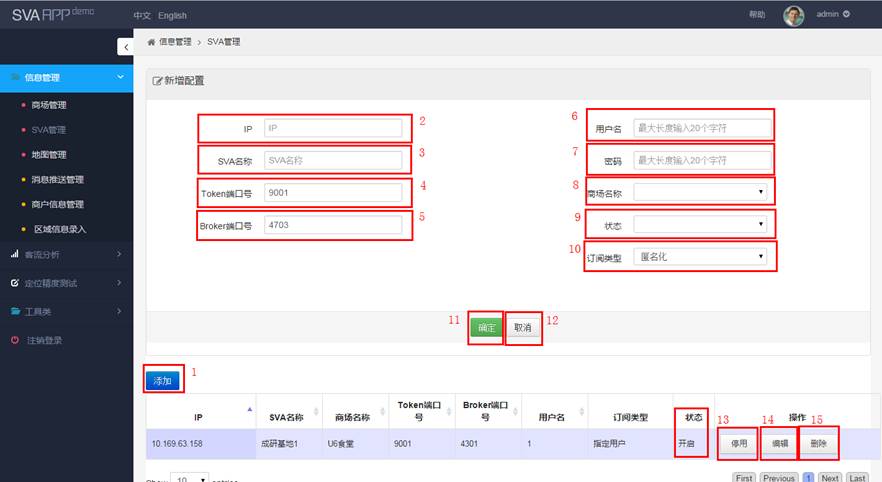 SVA APP demo
中文 English
帮助 admin
信息管理 > SVA管理
信息管理
商场管理
SVA管理
地图管理
消息推送管理
商户信息管理
区域信息录入
客流分析
定位精度测试
工具类
注销登录
新增配置
IP IP 2
SVA名称 SVA名称 3
Token端口号 9001 4
Broker端口号 4703 5
6 用户名 最大长度输入20个字符
7 密码 最大长度输入20个字符
8 商场名称
9 状态
10 订阅类型 匿名化
11 确定 取消 12
添加 1
IP SVA名称 商场名称 Token端口号 Broker端口号 用户名 订阅类型 状态 操作
13 14 15
10.169.63.158 成研基地1 U6食堂 9001 4301 1 指定用户 开启 停用 编辑 删除
Show 10 entries First Previous 1 Next Last